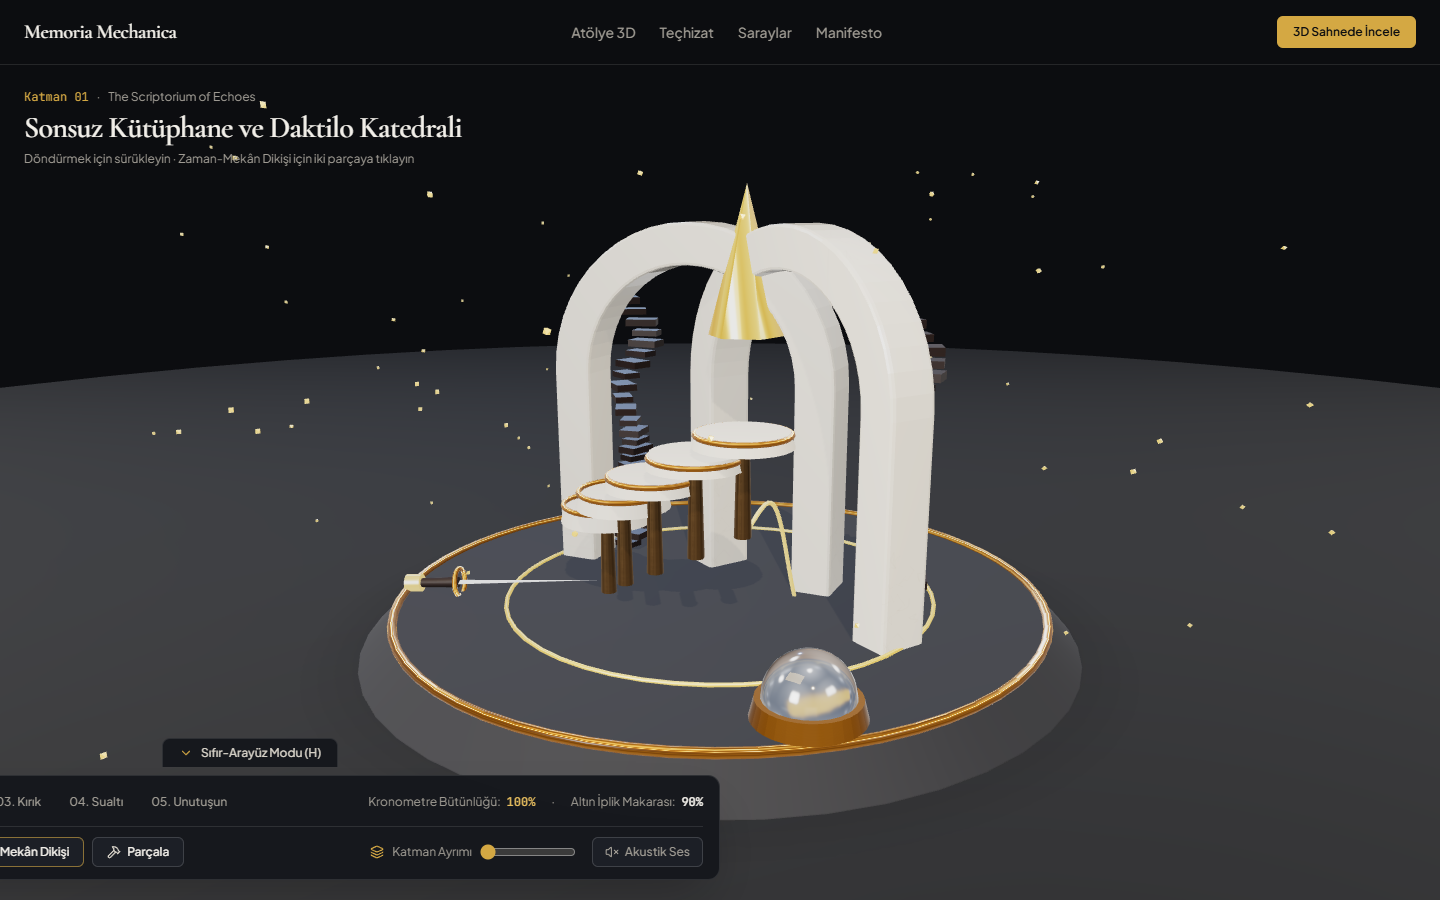 Memoria Mechanica
Atölye 3D Teçhizat Saraylar Manifesto
3D Sahnede İncele
Katman 01 · The Scriptorium of Echoes
Sonsuz Kütüphane ve Daktilo Katedrali
Döndürmek için sürükleyin · Zaman-Mekân Dikişi için iki parçaya tıklayın
Sıfır-Arayüz Modu (H)
03. Kırık 04. Sualtı 05. Unutuşun
Kronometre Bütünlüğü: 100% · Altın İplik Makarası: 90%
Mekân Dikişi Parçala Katman Ayrımı Akustik Ses